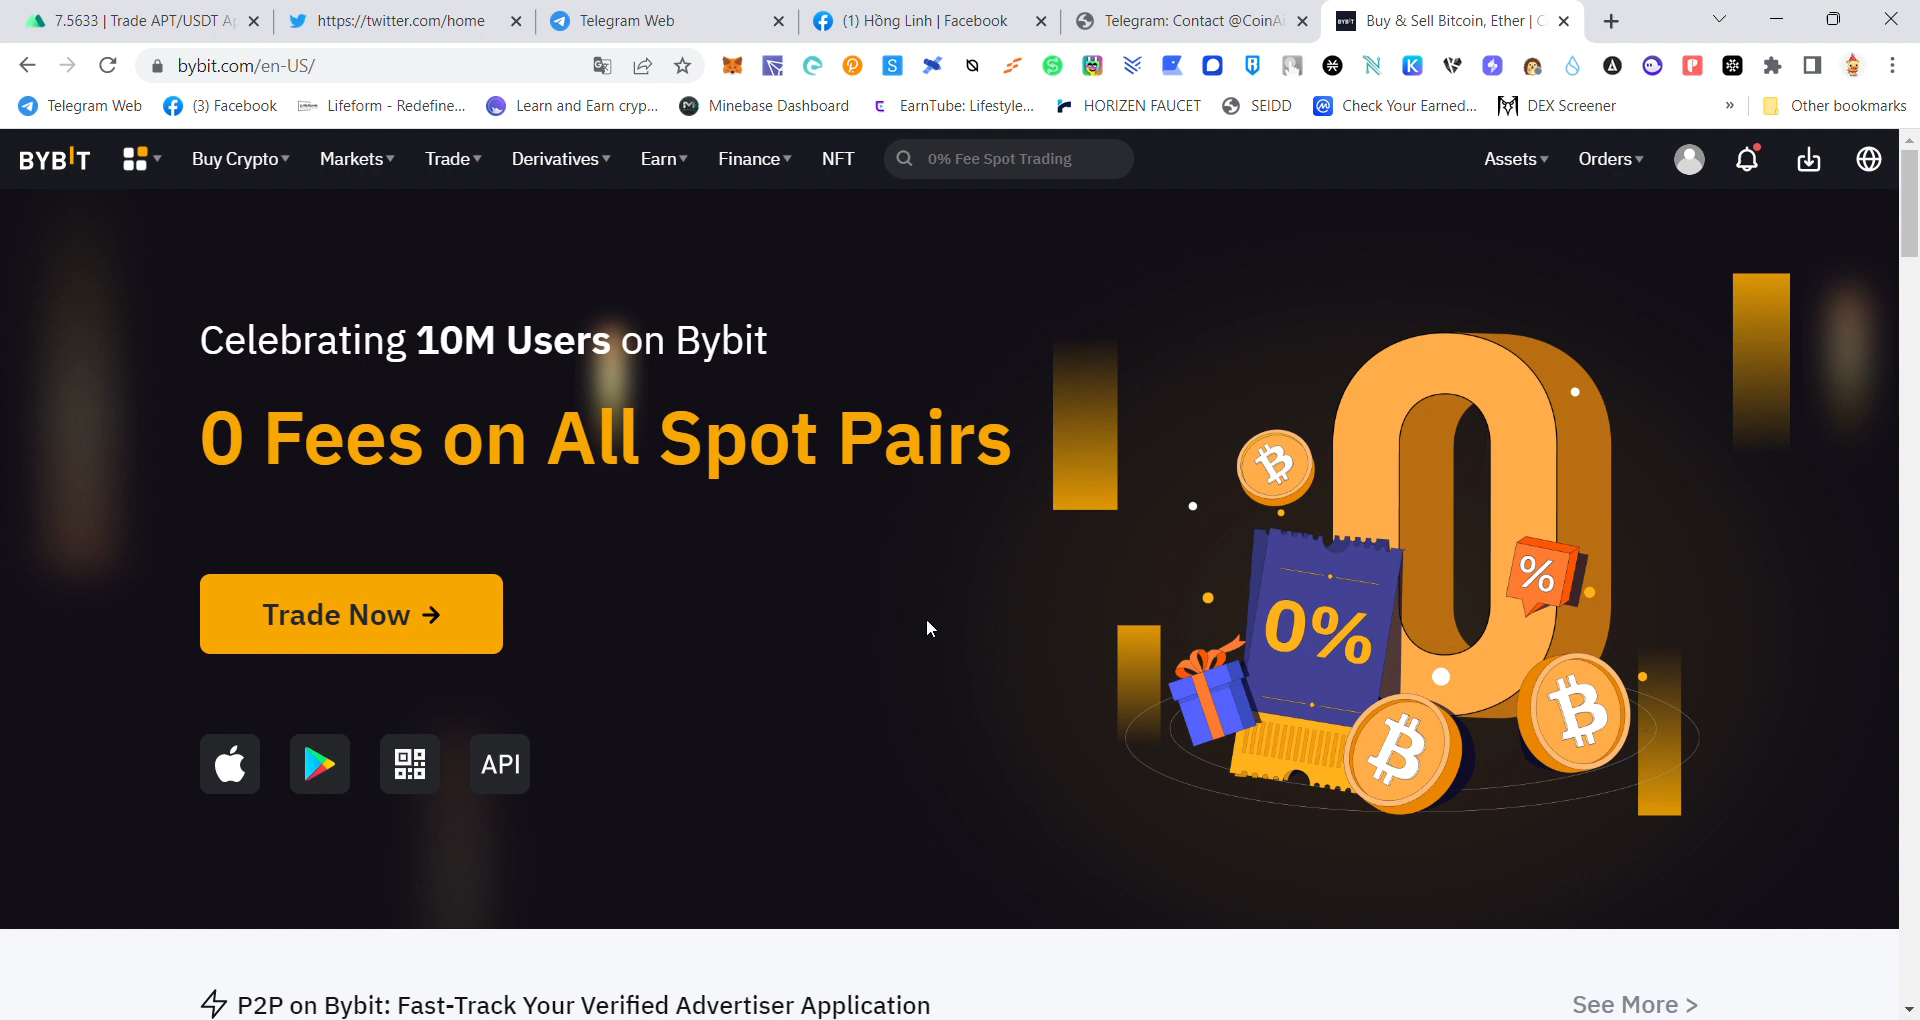 7.5633 | Trade APT/USDT A
https://twitter.com/home
Telegram Web
(1) Hồng Linh | Facebook
Telegram: Contact @CoinA
Buy & Sell Bitcoin, Ether | C
bybit.com/en-US/
Telegram Web
(3) Facebook
Lifeform - Redefine...
Learn and Earn cryp...
Minebase Dashboard
EarnTube: Lifestyle...
HORIZEN FAUCET
SEIDD
Check Your Earned...
DEX Screener
»
Other bookmarks
BYBIT
Buy Crypto
Markets
Trade
Derivatives
Earn
Finance
NFT
0% Fee Spot Trading
Assets
Orders
Celebrating 10M Users on Bybit
0 Fees on All Spot Pairs
Trade Now →
API
0%
%
0
P2P on Bybit: Fast-Track Your Verified Advertiser Application
See More >